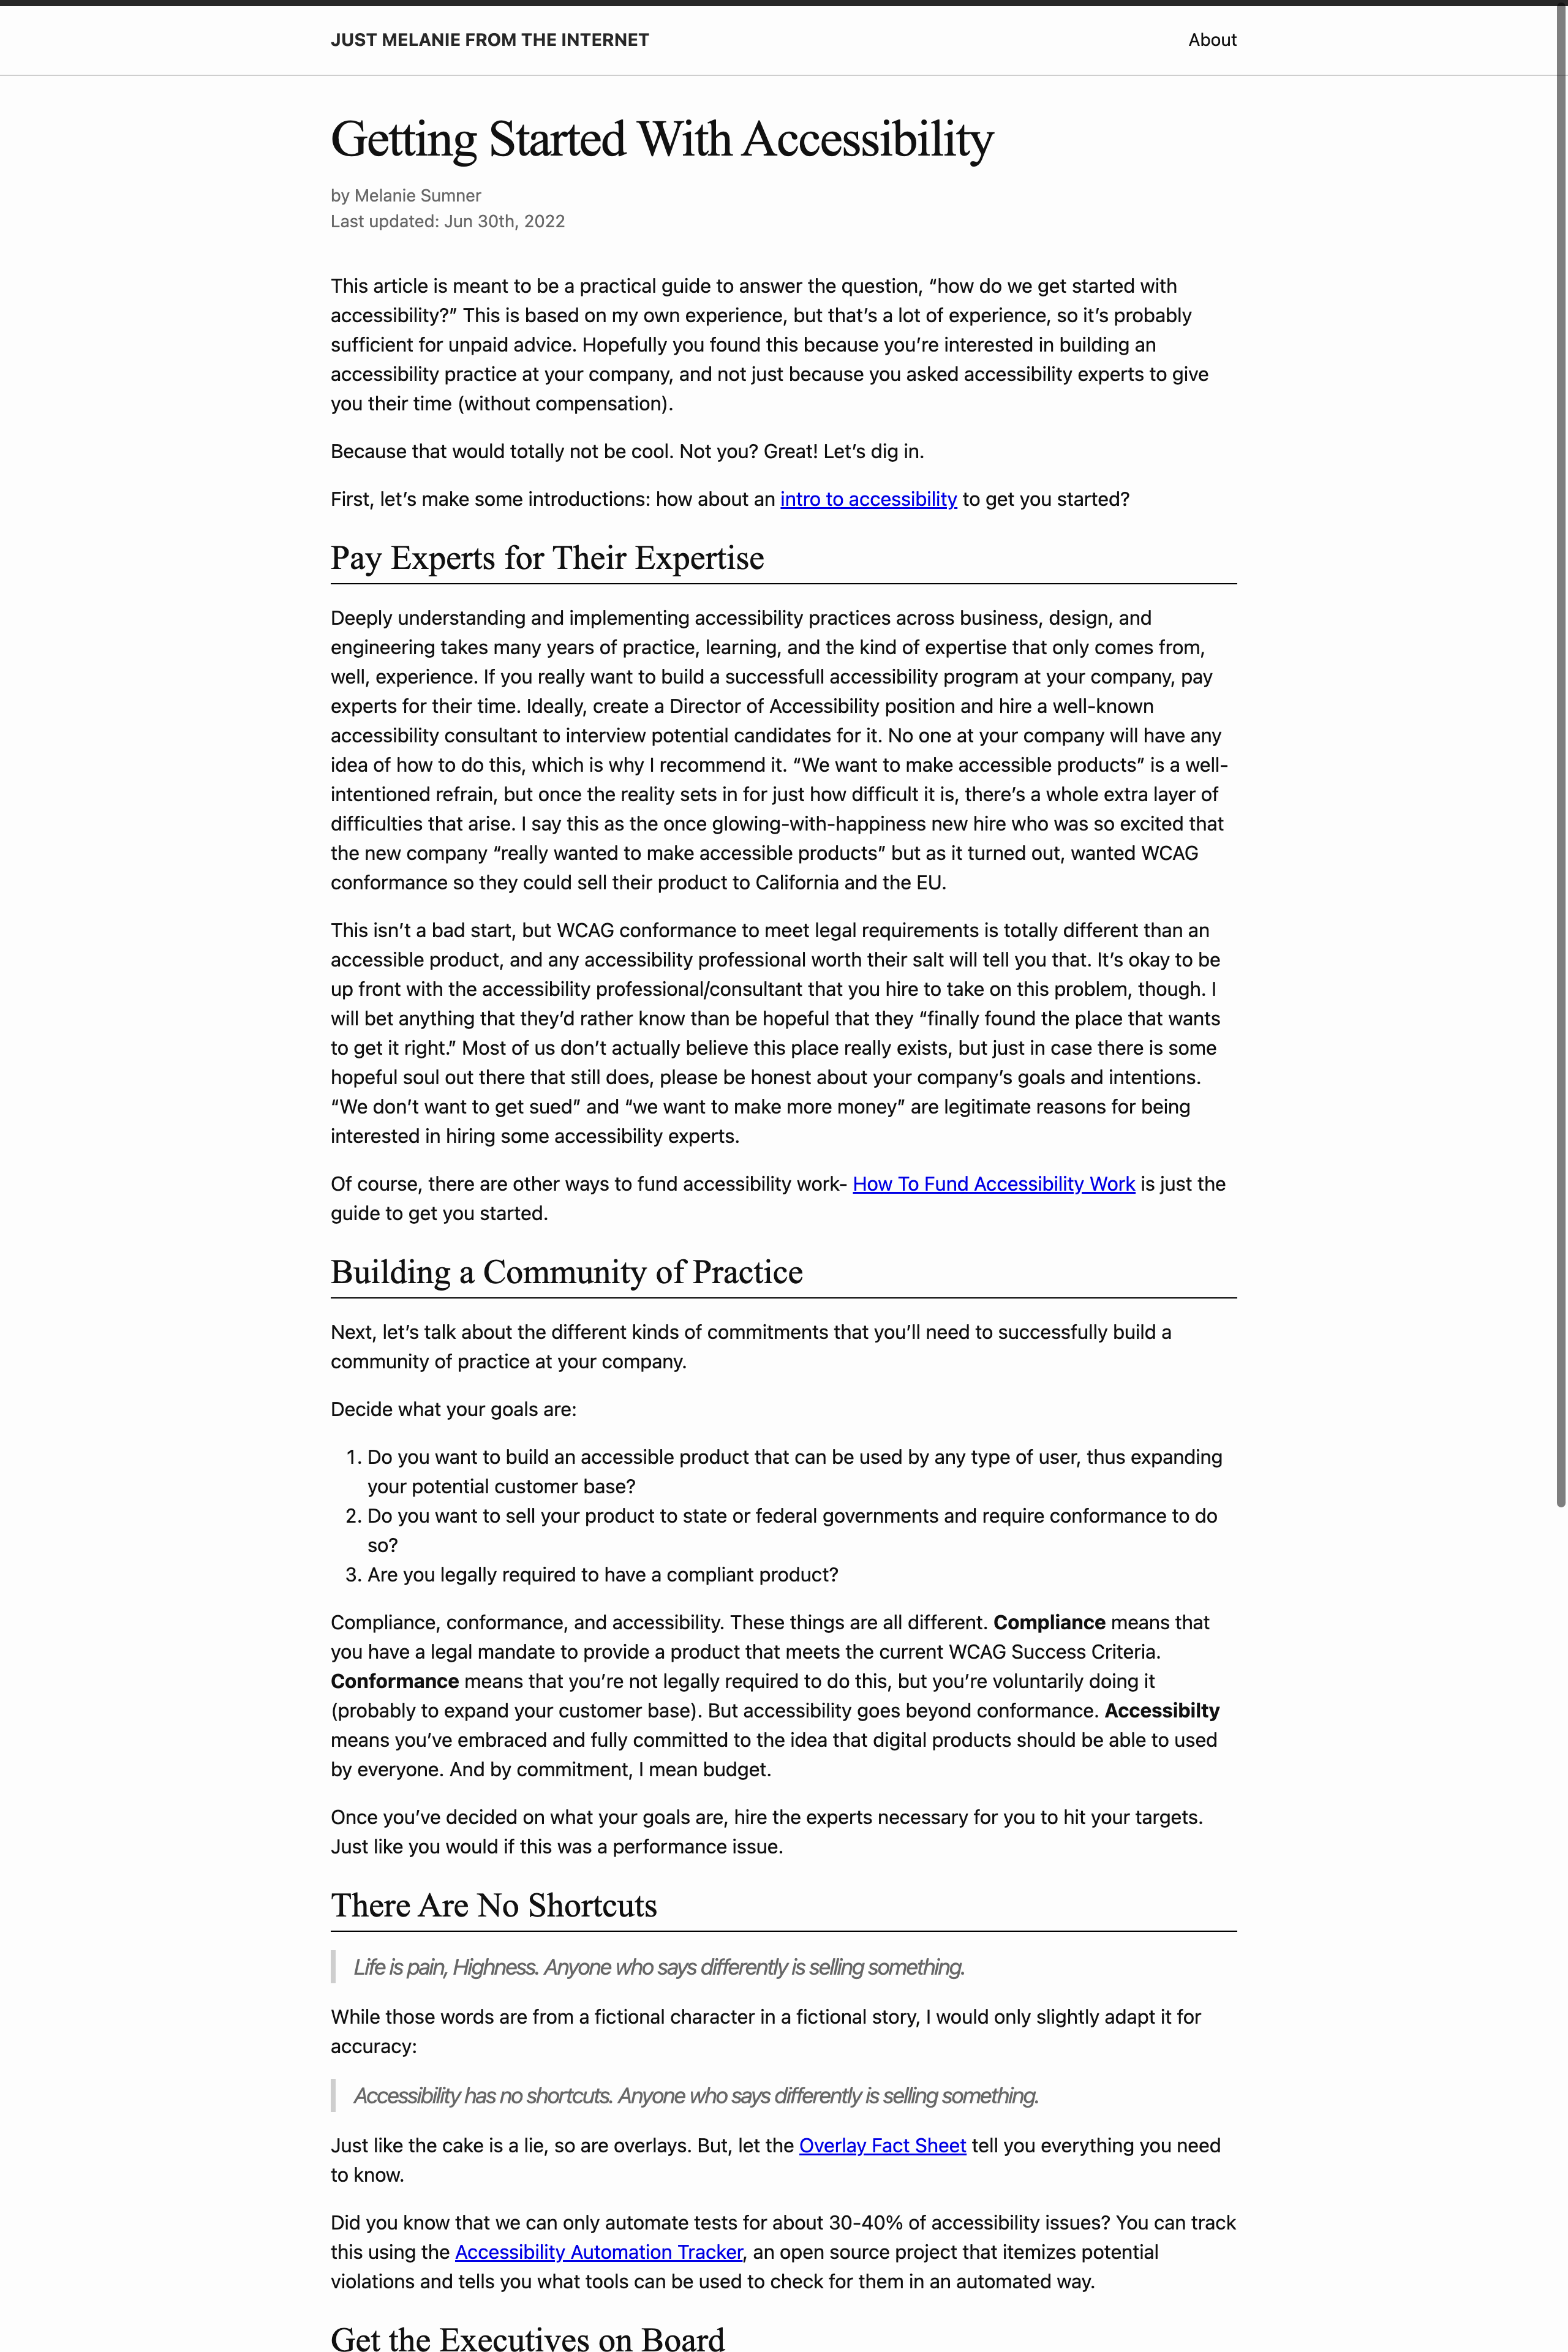 JUST MELANIE FROM THE INTERNET
About
Getting Started With Accessibility
by Melanie Sumner
Last updated: Jun 30th, 2022
This article is meant to be a practical guide to answer the question, “how do we get started with
accessibility?” This is based on my own experience, but that’s a lot of experience, so it’s probably
sufficient for unpaid advice. Hopefully you found this because you’re interested in building an
accessibility practice at your company, and not just because you asked accessibility experts to give
you their time (without compensation).
Because that would totally not be cool. Not you? Great! Let’s dig in.
First, let’s make some introductions: how about an intro to accessibility to get you started?
Pay Experts for Their Expertise
Deeply understanding and implementing accessibility practices across business, design, and
engineering takes many years of practice, learning, and the kind of expertise that only comes from,
well, experience. If you really want to build a successfull accessibility program at your company, pay
experts for their time. Ideally, create a Director of Accessibility position and hire a well-known
accessibility consultant to interview potential candidates for it. No one at your company will have any
idea of how to do this, which is why I recommend it. “We want to make accessible products” is a well-
intentioned refrain, but once the reality sets in for just how difficult it is, there’s a whole extra layer of
difficulties that arise. I say this as the once glowing-with-happiness new hire who was so excited that
the new company “really wanted to make accessible products” but as it turned out, wanted WCAG
conformance so they could sell their product to California and the EU.
This isn’t a bad start, but WCAG conformance to meet legal requirements is totally different than an
accessible product, and any accessibility professional worth their salt will tell you that. It’s okay to be
up front with the accessibility professional/consultant that you hire to take on this problem, though. I
will bet anything that they’d rather know than be hopeful that they “finally found the place that wants
to get it right.” Most of us don’t actually believe this place really exists, but just in case there is some
hopeful soul out there that still does, please be honest about your company’s goals and intentions.
“We don’t want to get sued” and “we want to make more money” are legitimate reasons for being
interested in hiring some accessibility experts.
Of course, there are other ways to fund accessibility work- How To Fund Accessibility Work is just the
guide to get you started.
Building a Community of Practice
Next, let’s talk about the different kinds of commitments that you’ll need to successfully build a
community of practice at your company.
Decide what your goals are:
1. Do you want to build an accessible product that can be used by any type of user, thus expanding
your potential customer base?
2. Do you want to sell your product to state or federal governments and require conformance to do
so?
3. Are you legally required to have a compliant product?
Compliance, conformance, and accessibility. These things are all different. Compliance means that
you have a legal mandate to provide a product that meets the current WCAG Success Criteria.
Conformance means that you’re not legally required to do this, but you’re voluntarily doing it
(probably to expand your customer base). But accessibility goes beyond conformance. Accessibilty
means you’ve embraced and fully committed to the idea that digital products should be able to used
by everyone. And by commitment, I mean budget.
Once you’ve decided on what your goals are, hire the experts necessary for you to hit your targets.
Just like you would if this was a performance issue.
There Are No Shortcuts
Life is pain, Highness. Anyone who says differently is selling something.
While those words are from a fictional character in a fictional story, I would only slightly adapt it for
accuracy:
Accessibility has no shortcuts. Anyone who says differently is selling something.
Just like the cake is a lie, so are overlays. But, let the Overlay Fact Sheet tell you everything you need
to know.
Did you know that we can only automate tests for about 30-40% of accessibility issues? You can track
this using the Accessibility Automation Tracker, an open source project that itemizes potential
violations and tells you what tools can be used to check for them in an automated way.
Get the Executives on Board